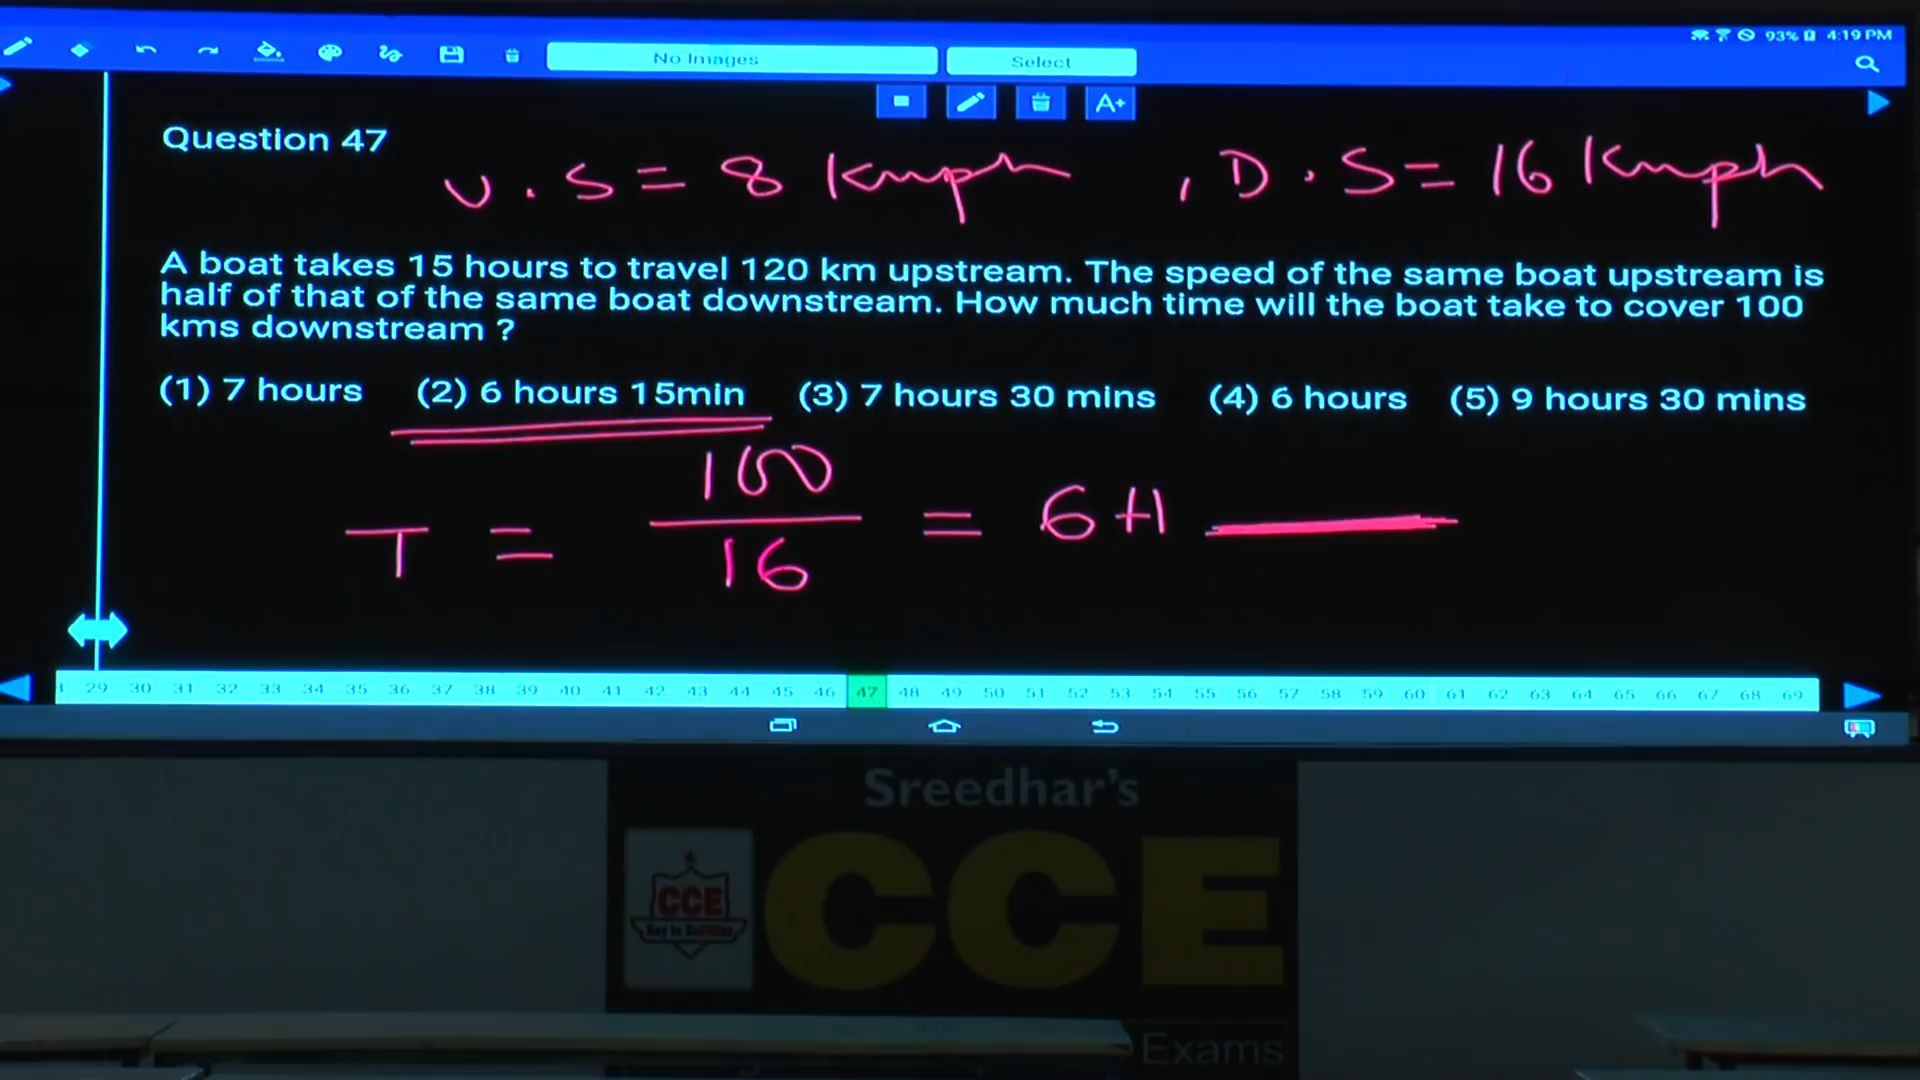 93% 4:19 PM
No Images Select
A+
Question 47
U.S = 8 Kmph , D.S = 16 Kmph
A boat takes 15 hours to travel 120 km upstream. The speed of the same boat upstream is
half of that of the same boat downstream. How much time will the boat take to cover 100
kms downstream ?
(1) 7 hours (2) 6 hours 15min (3) 7 hours 30 mins (4) 6 hours (5) 9 hours 30 mins
T = 100/16 = 6H
29 30 31 32 33 34 35 36 37 38 39 40 41 42 43 44 45 46 47 48 49 50 51 52 53 54 55 56 57 58 59 60 61 62 63 64 65 66 67 68 69
Sreedhar's
CCE
CCE
Exams